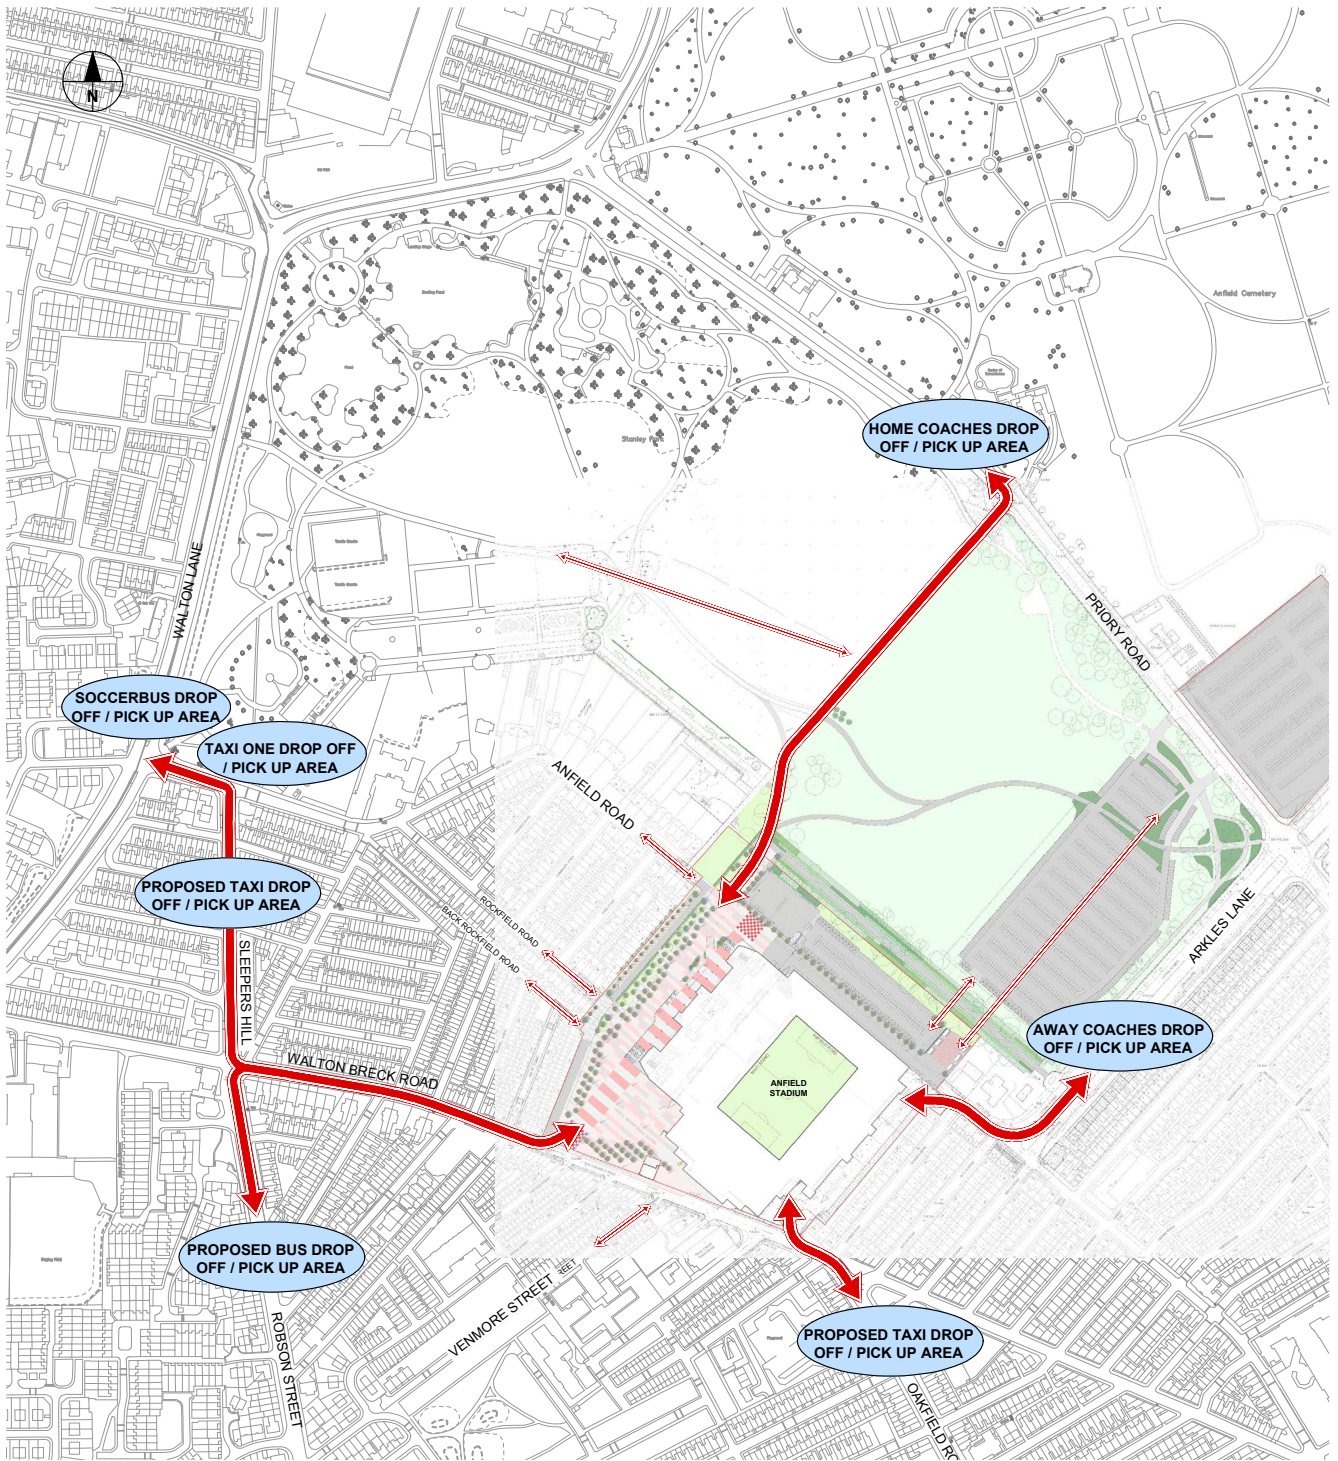 N
Stanley Park
Anfield Cemetery
HOME COACHES DROP
OFF / PICK UP AREA
WALTON LANE
PRIORY ROAD
SOCCERBUS DROP
OFF / PICK UP AREA
TAXI ONE DROP OFF
/ PICK UP AREA
ANFIELD ROAD
PROPOSED TAXI DROP
OFF / PICK UP AREA
ROCKFIELD ROAD
BACK ROCKFIELD ROAD
SLEEPERS HILL
ARKLES LANE
AWAY COACHES DROP
OFF / PICK UP AREA
WALTON BRECK ROAD
ANFIELD
STADIUM
PROPOSED BUS DROP
OFF / PICK UP AREA
VENMORE STREET
ROBSON STREET
PROPOSED TAXI DROP
OFF / PICK UP AREA
OAKFIELD RO